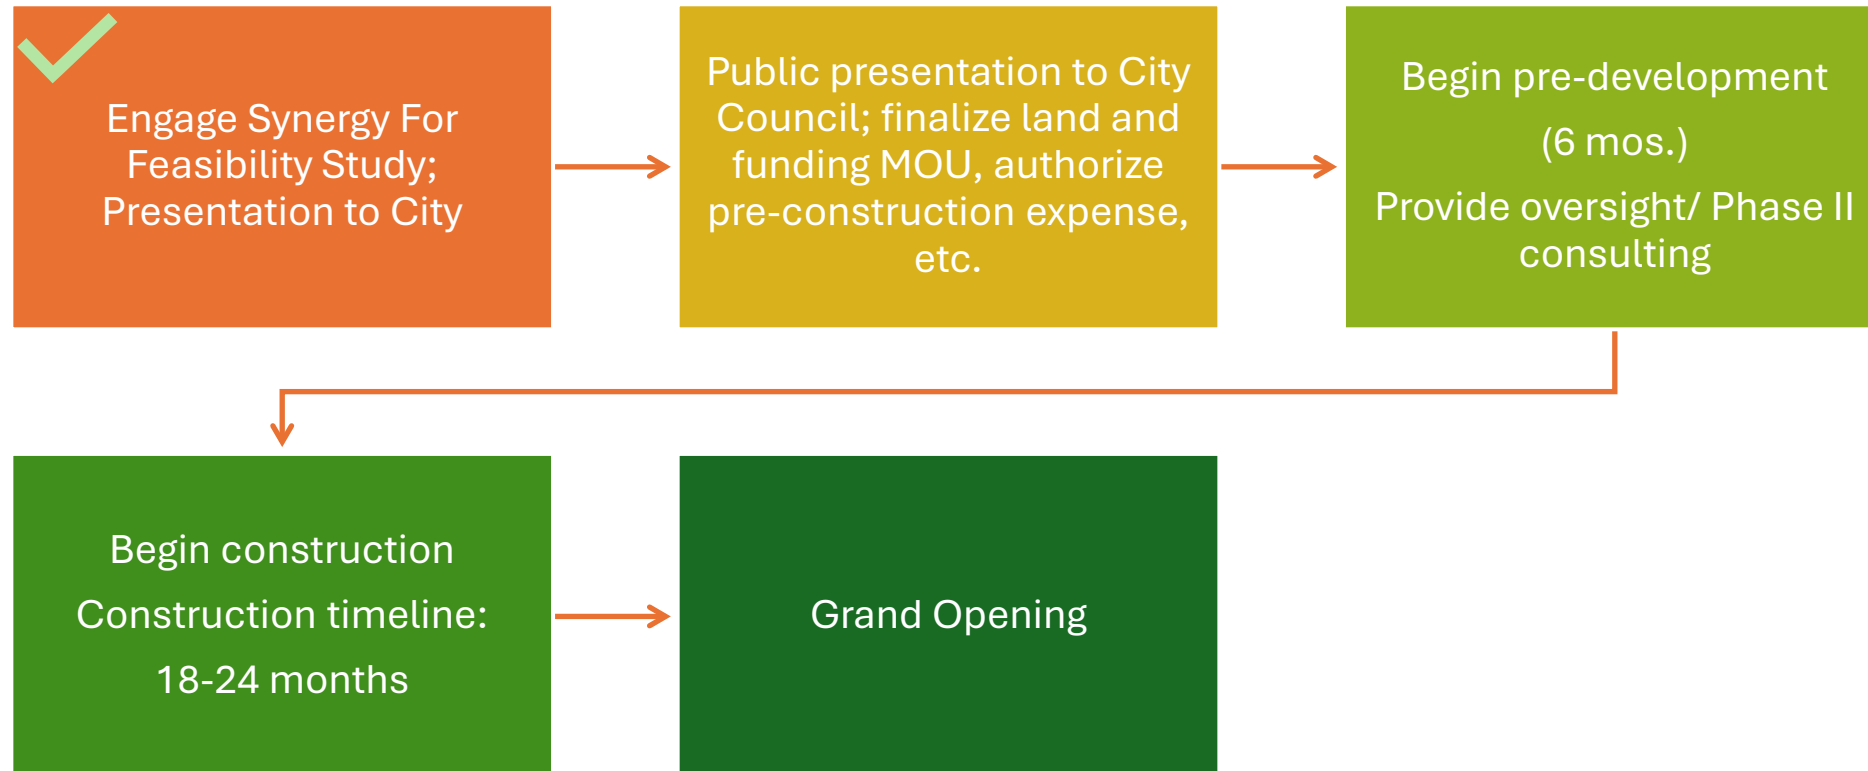 Engage Synergy For
Feasibility Study;
Presentation to City
Public presentation to City
Council; finalize land and
funding MOU, authorize
pre-construction expense,
etc.
Begin pre-development
(6 mos.)
Provide oversight/ Phase II
consulting
Begin construction
Construction timeline:
18-24 months
Grand Opening